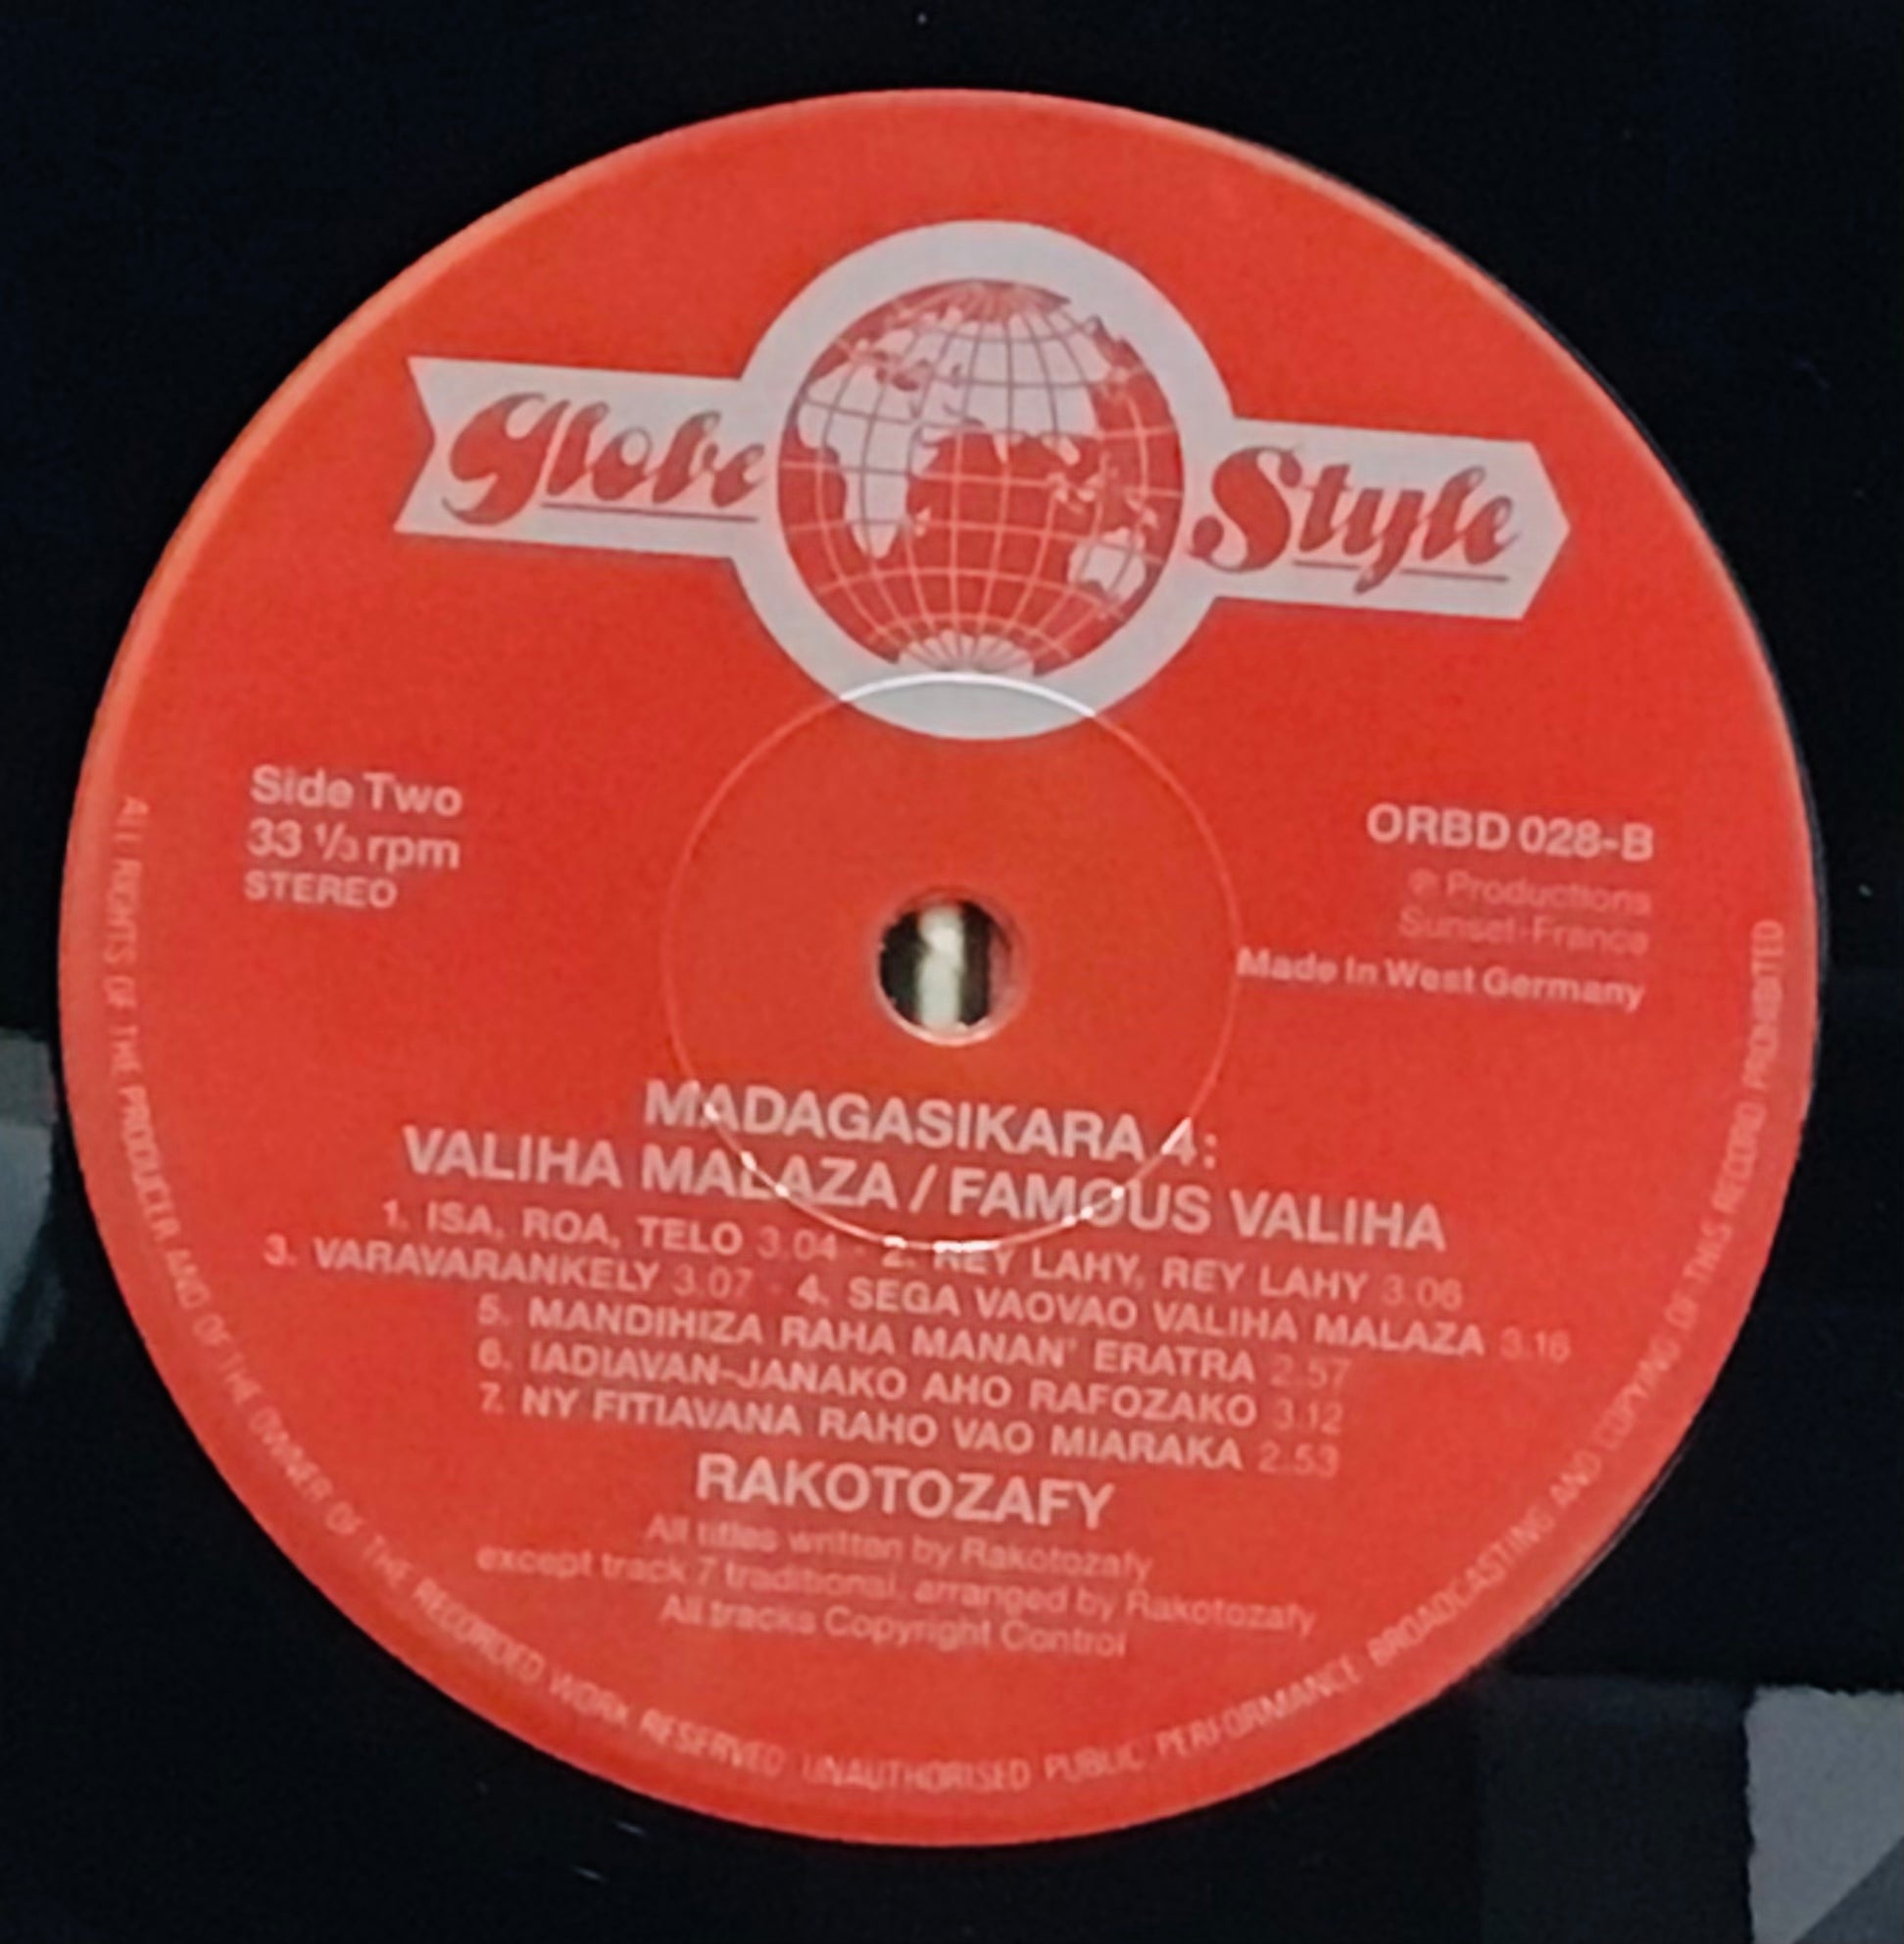 Globe Style
Side Two
33 ⅓ rpm
STEREO
ORBD 028-B
℗ Productions
Sunset-France
Made In West Germany
MADAGASIKARA 4:
VALIHA MALAZA / FAMOUS VALIHA
1. ISA, ROA, TELO 3.04 - 2. REY LAHY, REY LAHY 3.06
3. VARAVARANKELY 3.07 - 4. SEGA VAOVAO VALIHA MALAZA 3.16
5. MANDIHIZA RAHA MANAN' ERATRA 2.57
6. IADIAVAN-JANAKO AHO RAFOZAKO 3.12
7. NY FITIAVANA RAHO VAO MIARAKA 2.53
RAKOTOZAFY
All titles written by Rakotozafy
except track 7 traditional, arranged by Rakotozafy
All tracks Copyright Control
ALL RIGHTS OF THE PRODUCER AND OF THE OWNER OF THE RECORDED WORK RESERVED UNAUTHORISED PUBLIC PERFORMANCE BROADCASTING AND COPYING OF THIS RECORD PROHIBITED